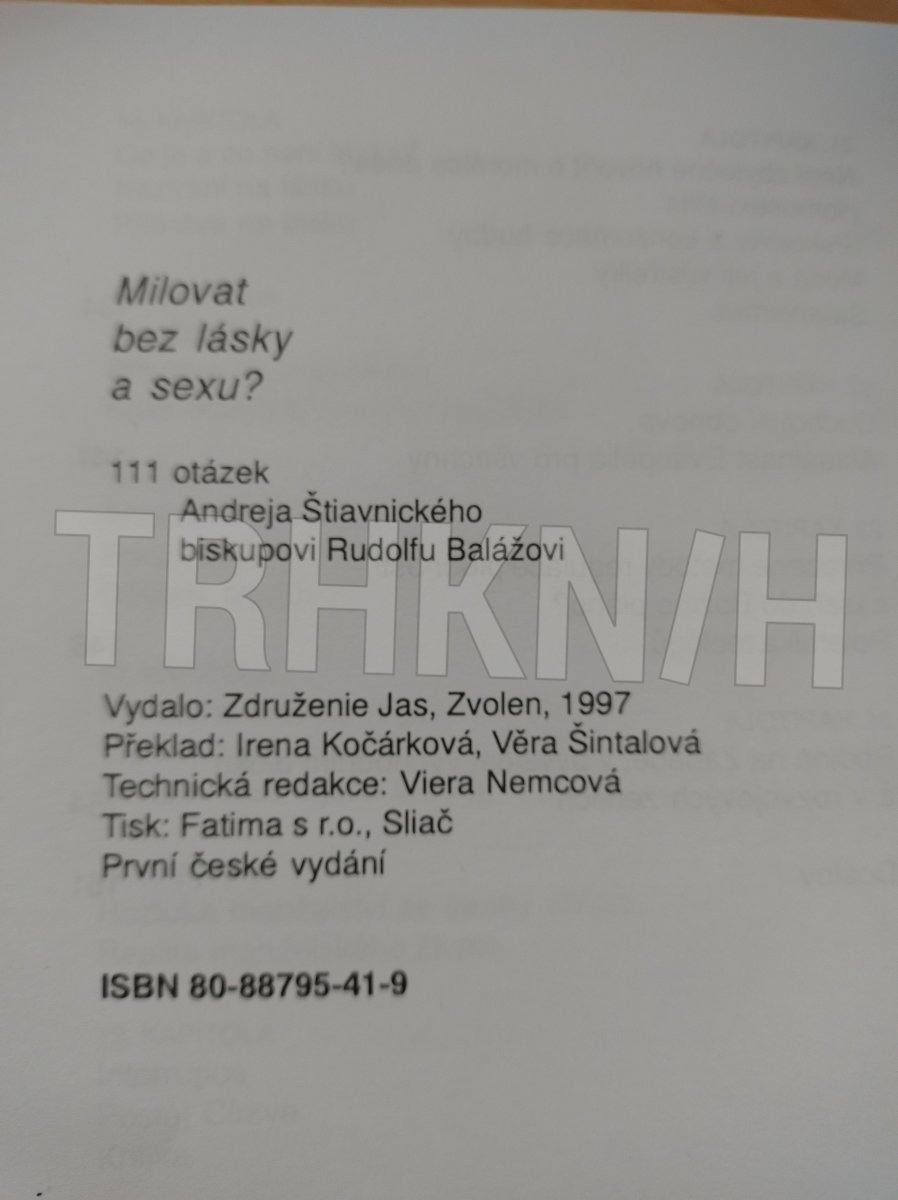 Milovat
bez lásky
a sexu?
111 otázek
Andreja Štiavnického
biskupovi Rudolfu Balážovi
TRHKN/H
Vydalo: Združenie Jas, Zvolen, 1997
Překlad: Irena Kočárková, Věra Šintalová
Technická redakce: Viera Nemcová
Tisk: Fatima s r.o., Sliač
První české vydání
ISBN 80-88795-41-9